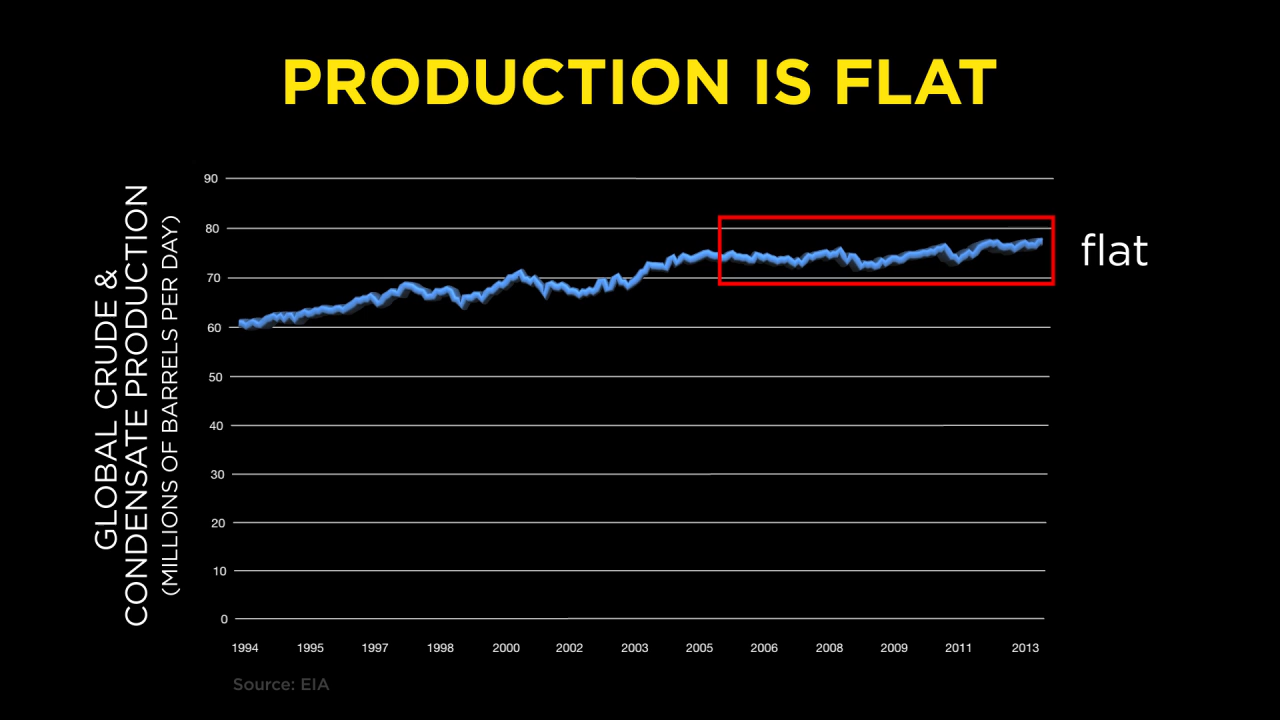 PRODUCTION IS FLAT
GLOBAL CRUDE &
CONDENSATE PRODUCTION
(MILLIONS OF BARRELS PER DAY)
90
80
70
60
50
40
30
20
10
0
flat
1994 1995 1997 1998 2000 2002 2003 2005 2006 2008 2009 2011 2013
Source: EIA